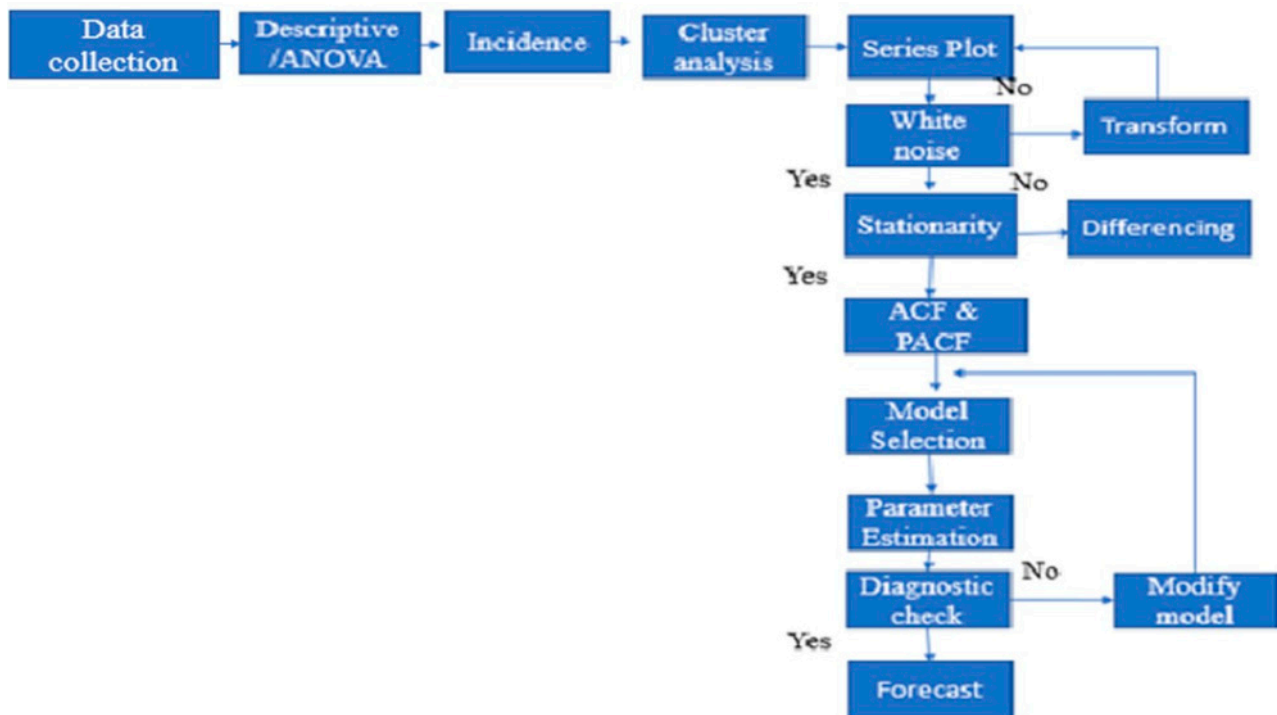 Data
collection
Descriptive
/ANOVA
Incidence
Cluster
analysis
Series Plot
No
White
noise
Transform
Yes
No
Stationarity
Differencing
Yes
ACF &
PACF
Model
Selection
Parameter
Estimation
Diagnostic
check
No
Modify
model
Yes
Forecast